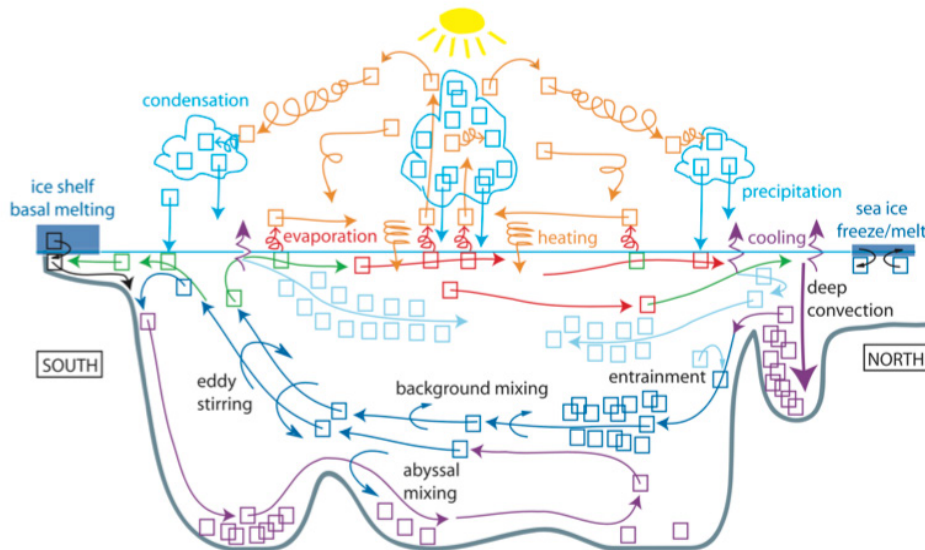 condensation
ice shelf
basal melting
precipitation
sea ice
freeze/melt
evaporation
heating
cooling
deep
convection
SOUTH
NORTH
eddy
stirring
background mixing
entrainment
abyssal
mixing